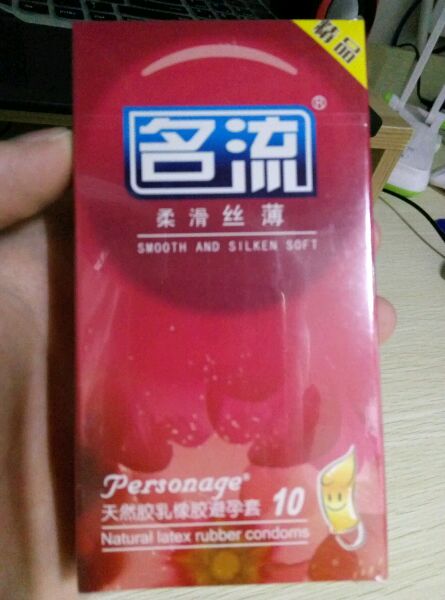 精品
名流®
柔滑丝薄
SMOOTH AND SILKEN SOFT
Personage®
天然胶乳橡胶避孕套 10
Natural latex rubber condoms